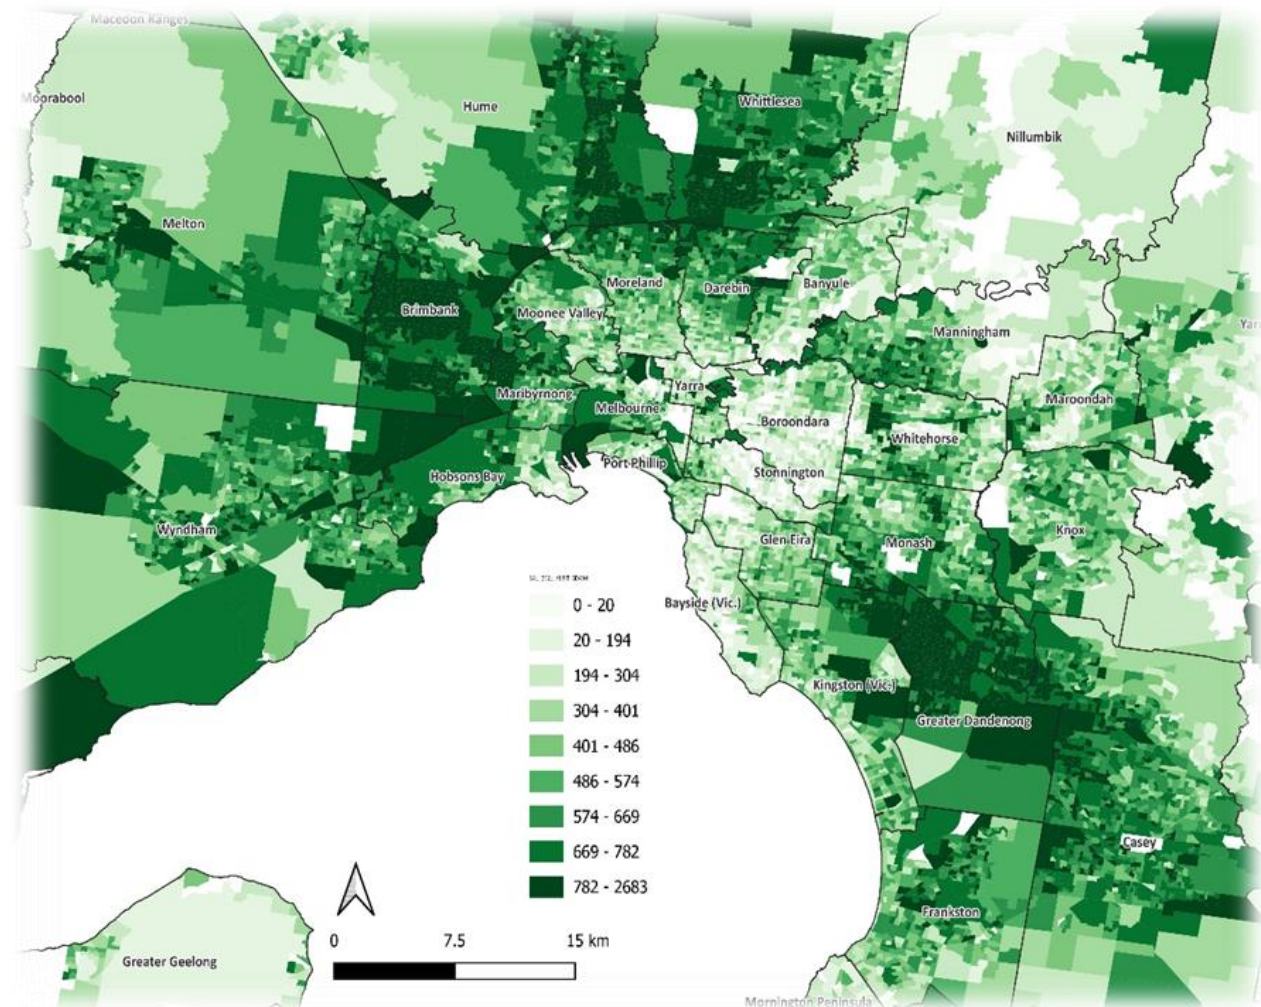 Macedon Ranges
Moorabool
Hume
Whittlesea
Nillumbik
Melton
Moreland
Darebin
Banyule
Brimbank
Moonee Valley
Manningham
Yarra
Maribyrnong
Melbourne
Maroondah
Boroondara
Whitehorse
Port Phillip
Stonnington
Hobsons Bay
Wyndham
Glen Eira
Monash
Knox
Bayside (Vic.)
0 - 20
20 - 194
194 - 304
304 - 401
401 - 486
486 - 574
574 - 669
669 - 782
782 - 2683
Kingston (Vic.)
Greater Dandenong
Casey
Frankston
0 7.5 15 km
Greater Geelong
Mornington Peninsula